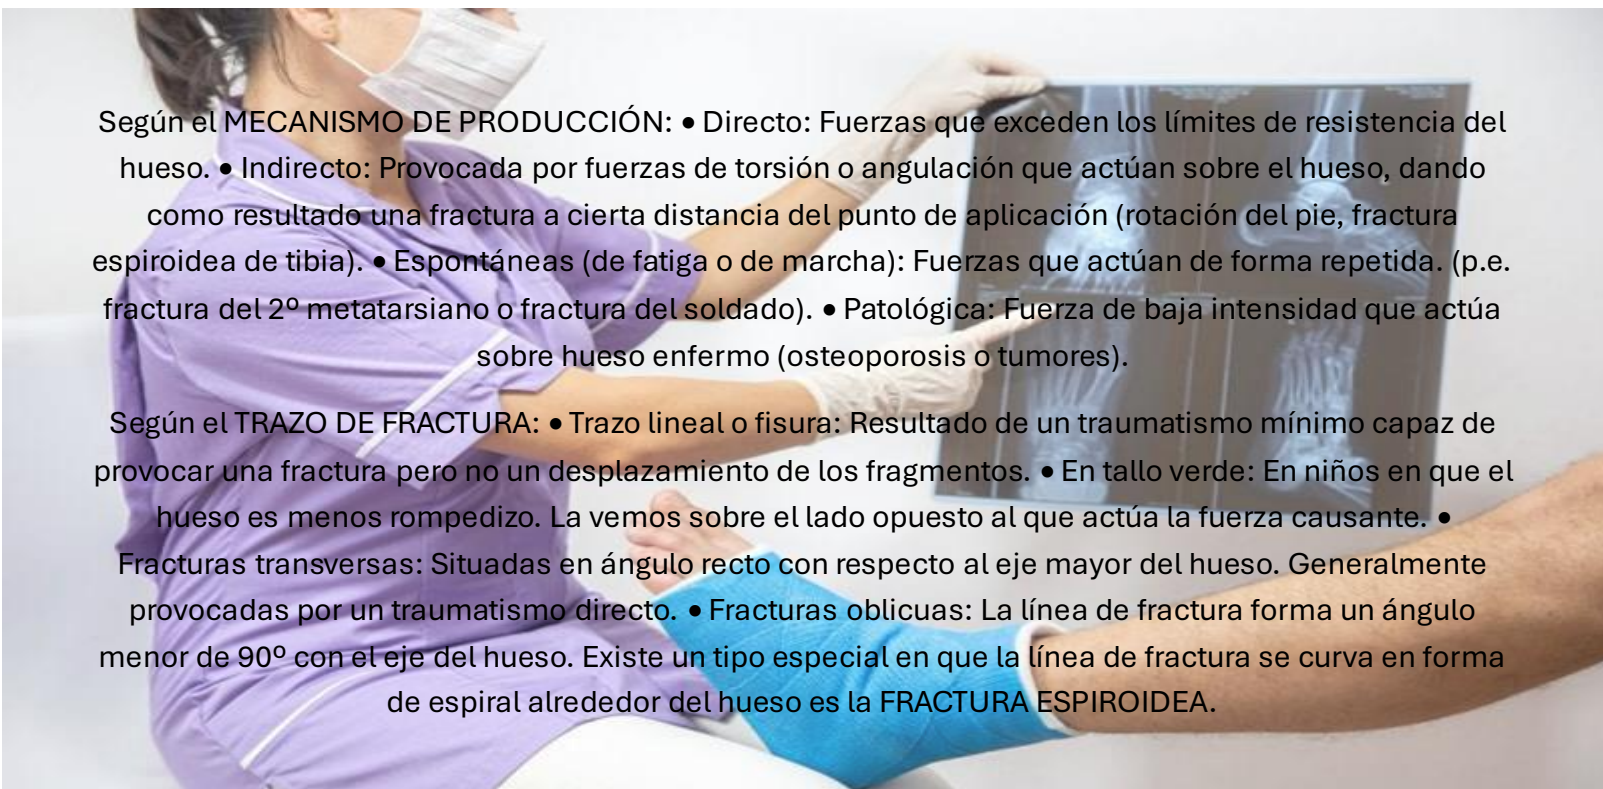 Según el MECANISMO DE PRODUCCIÓN: • Directo: Fuerzas que exceden los límites de resistencia del
hueso. • Indirecto: Provocada por fuerzas de torsión o angulación que actúan sobre el hueso, dando
como resultado una fractura a cierta distancia del punto de aplicación (rotación del pie, fractura
espiroidea de tibia). • Espontáneas (de fatiga o de marcha): Fuerzas que actúan de forma repetida. (p.e.
fractura del 2º metatarsiano o fractura del soldado). • Patológica: Fuerza de baja intensidad que actúa
sobre hueso enfermo (osteoporosis o tumores).
Según el TRAZO DE FRACTURA: • Trazo lineal o fisura: Resultado de un traumatismo mínimo capaz de
provocar una fractura pero no un desplazamiento de los fragmentos. • En tallo verde: En niños en que el
hueso es menos rompedizo. La vemos sobre el lado opuesto al que actúa la fuerza causante. •
Fracturas transversas: Situadas en ángulo recto con respecto al eje mayor del hueso. Generalmente
provocadas por un traumatismo directo. • Fracturas oblicuas: La línea de fractura forma un ángulo
menor de 90º con el eje del hueso. Existe un tipo especial en que la línea de fractura se curva en forma
de espiral alrededor del hueso es la FRACTURA ESPIROIDEA.